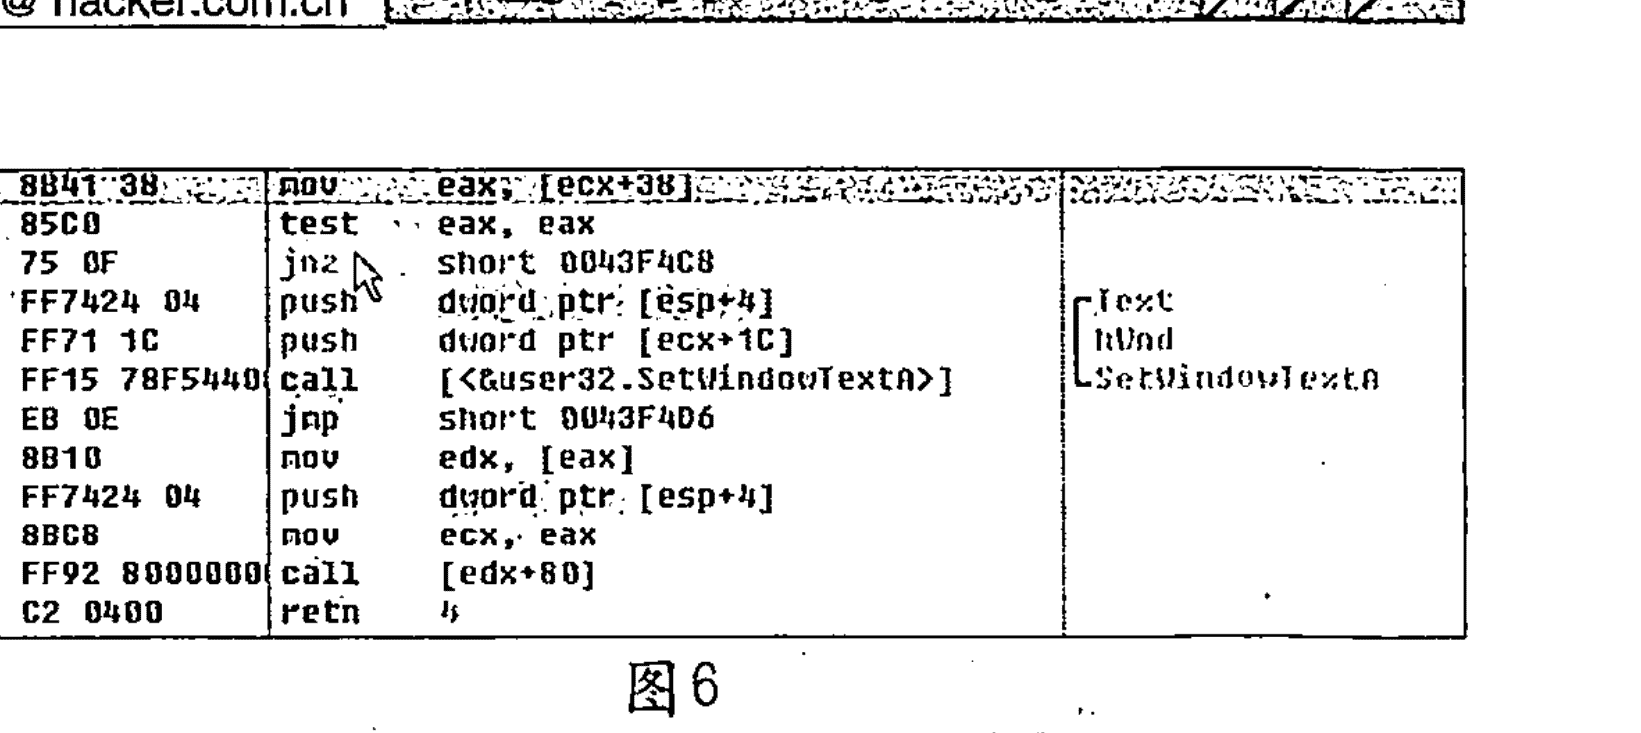 @ hacker.com.cn
8B41 38 mov eax, [ecx+38]
85C0 test eax, eax
75 0F jnz short 0043F4C8
FF7424 04 push dword ptr [esp+4] Text
FF71 1C push dword ptr [ecx+1C] hWnd
FF15 78F5440 call [<&user32.SetWindowTextA>] SetWindowTextA
EB 0E jmp short 0043F4D6
8B10 mov edx, [eax]
FF7424 04 push dword ptr [esp+4]
8BC8 mov ecx, eax
FF92 8000000 call [edx+80]
C2 0400 retn 4
图6